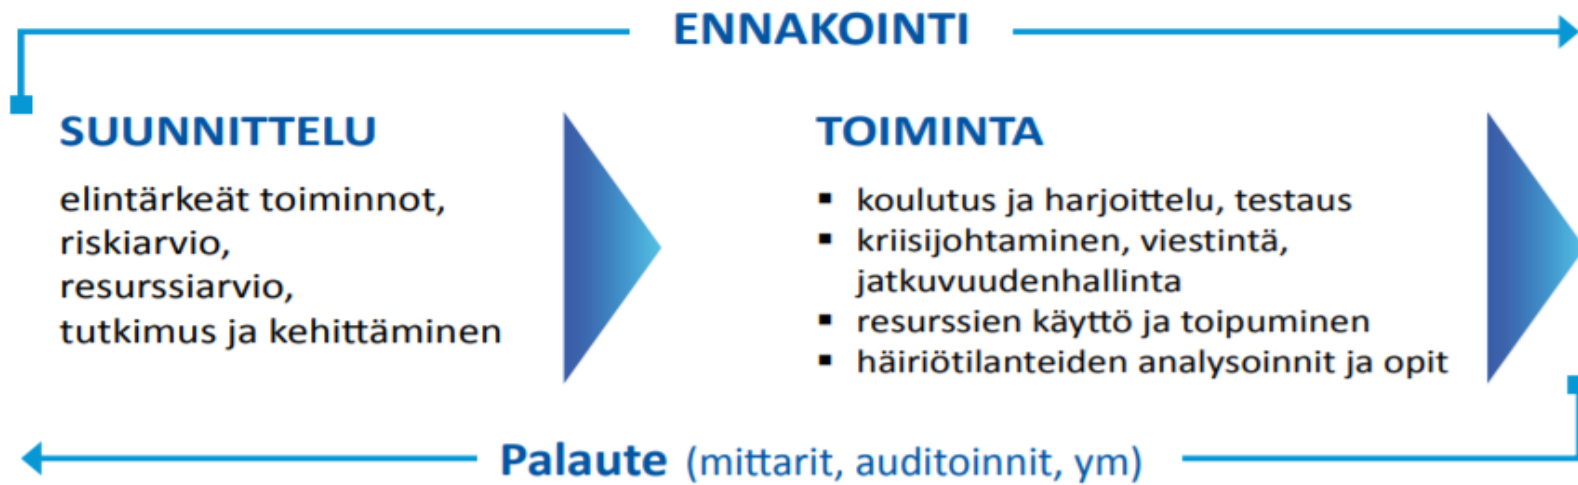 ENNAKOINTI
SUUNNITTELU
elintärkeät toiminnot,
riskiarvio,
resurssiarvio,
tutkimus ja kehittäminen
TOIMINTA
▪ koulutus ja harjoittelu, testaus
▪ kriisijohtaminen, viestintä,
jatkuvuudenhallinta
▪ resurssien käyttö ja toipuminen
▪ häiriötilanteiden analysoinnit ja opit
Palaute (mittarit, auditoinnit, ym)